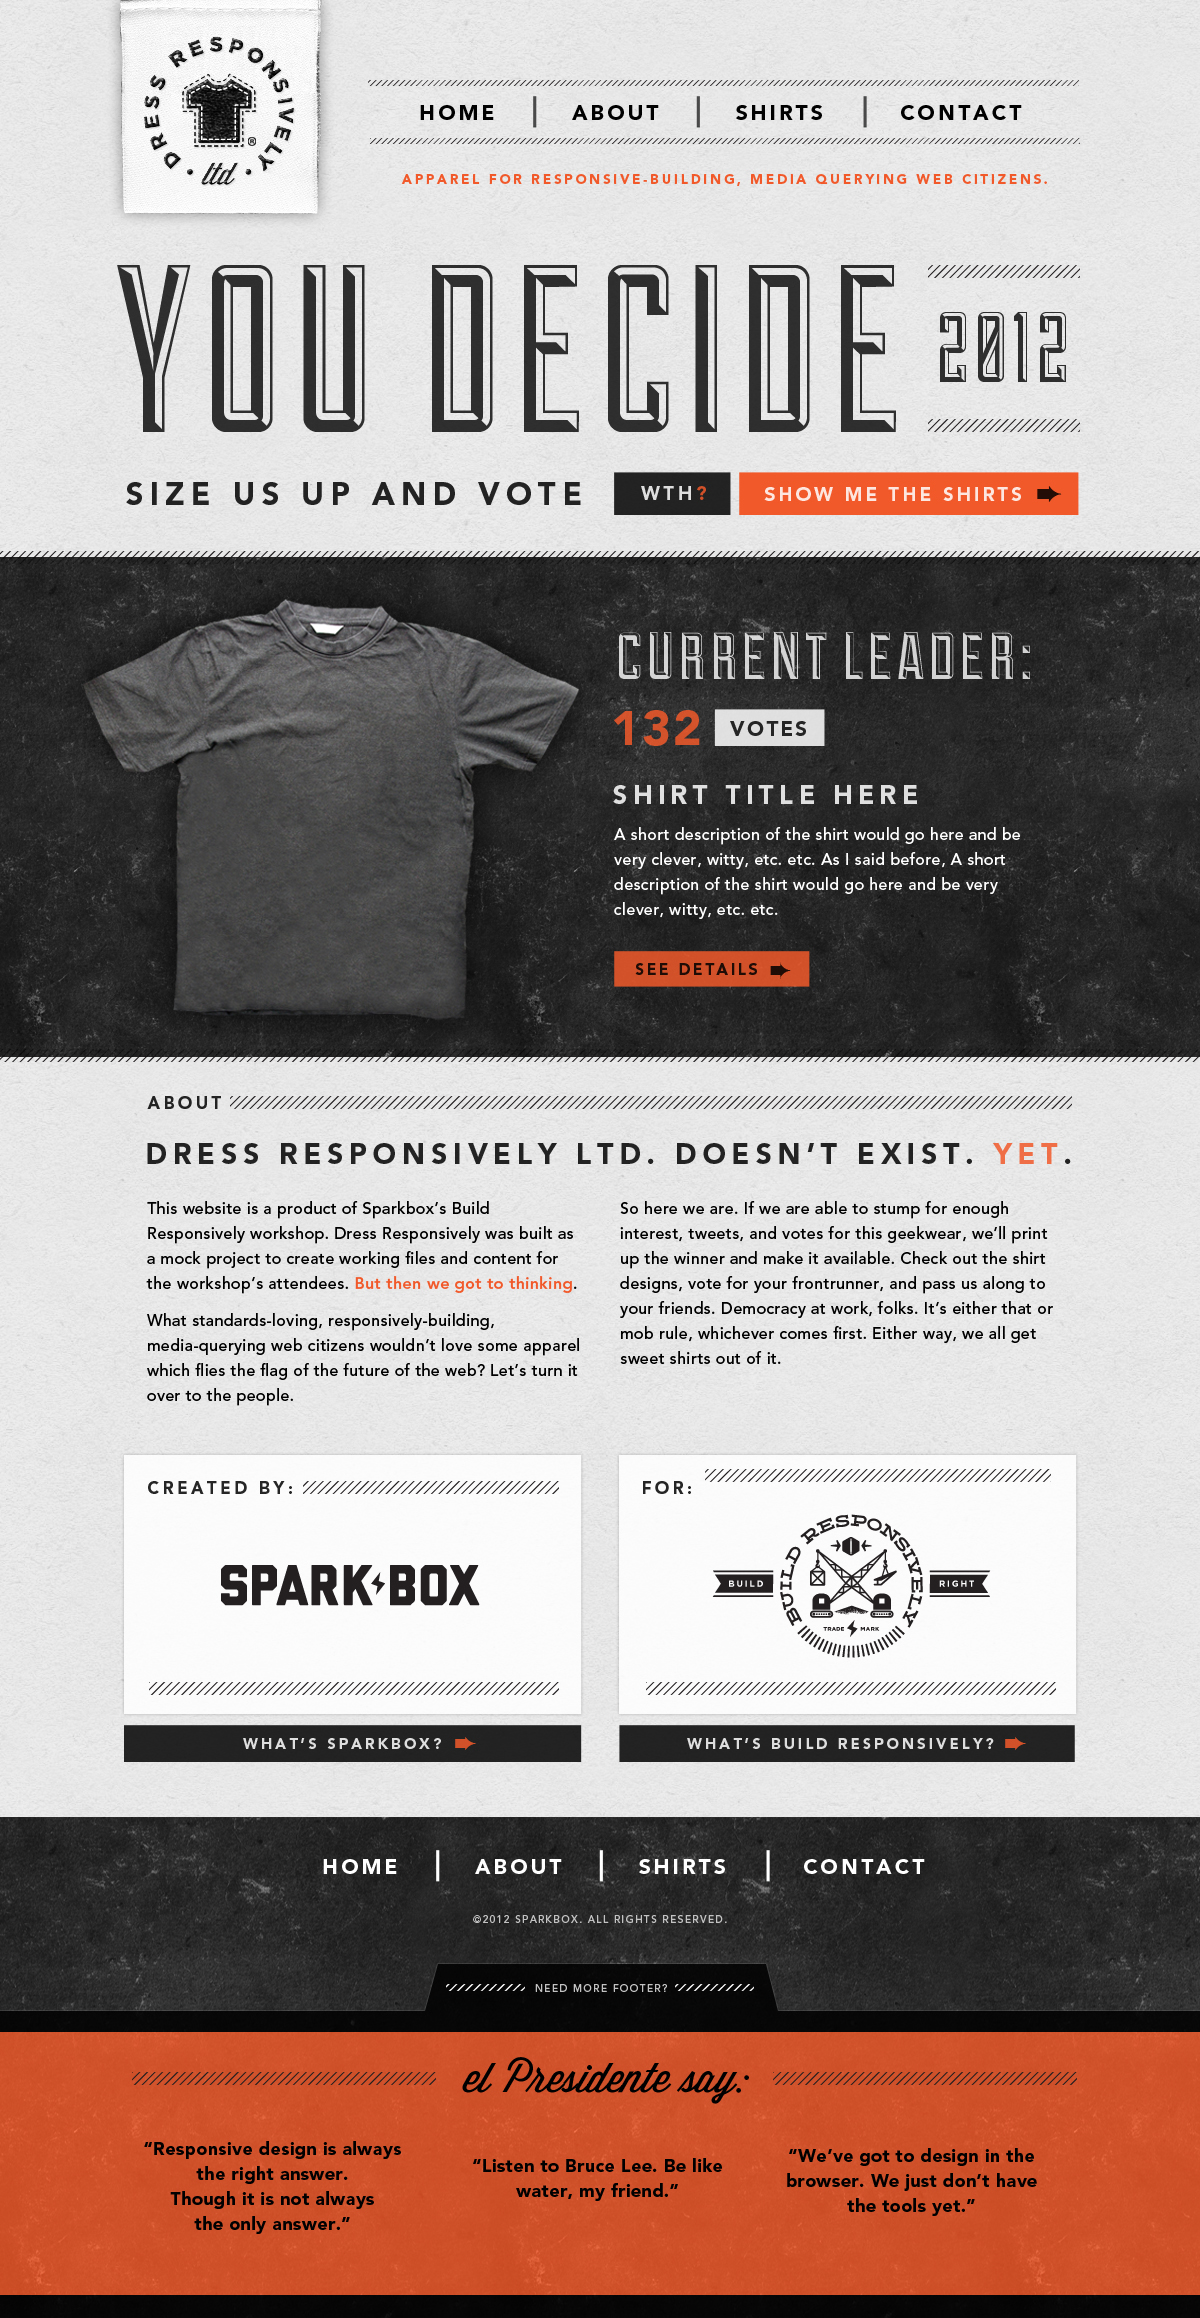 DRESS RESPONSIVELY
®
• ltd •
HOME | ABOUT | SHIRTS | CONTACT
APPAREL FOR RESPONSIVE-BUILDING, MEDIA QUERYING WEB CITIZENS.
YOU DECIDE
2012
SIZE US UP AND VOTE
WTH?
SHOW ME THE SHIRTS
CURRENT LEADER:
132 VOTES
SHIRT TITLE HERE
A short description of the shirt would go here and be
very clever, witty, etc. etc. As I said before, A short
description of the shirt would go here and be very
clever, witty, etc. etc.
SEE DETAILS
ABOUT
DRESS RESPONSIVELY LTD. DOESN’T EXIST. YET.
This website is a product of Sparkbox’s Build
Responsively workshop. Dress Responsively was built as
a mock project to create working files and content for
the workshop’s attendees. But then we got to thinking.
What standards-loving, responsively-building,
media-querying web citizens wouldn’t love some apparel
which flies the flag of the future of the web? Let’s turn it
over to the people.
So here we are. If we are able to stump for enough
interest, tweets, and votes for this geekwear, we’ll print
up the winner and make it available. Check out the shirt
designs, vote for your frontrunner, and pass us along to
your friends. Democracy at work, folks. It’s either that or
mob rule, whichever comes first. Either way, we all get
sweet shirts out of it.
CREATED BY:
SPARK BOX
WHAT’S SPARKBOX?
FOR:
BUILD RESPONSIVELY
BUILD
RIGHT
TRADE MARK
WHAT’S BUILD RESPONSIVELY?
HOME | ABOUT | SHIRTS | CONTACT
©2012 SPARKBOX. ALL RIGHTS RESERVED.
NEED MORE FOOTER?
el Presidente say:
“Responsive design is always
the right answer.
Though it is not always
the only answer.”
“Listen to Bruce Lee. Be like
water, my friend.”
“We’ve got to design in the
browser. We just don’t have
the tools yet.”